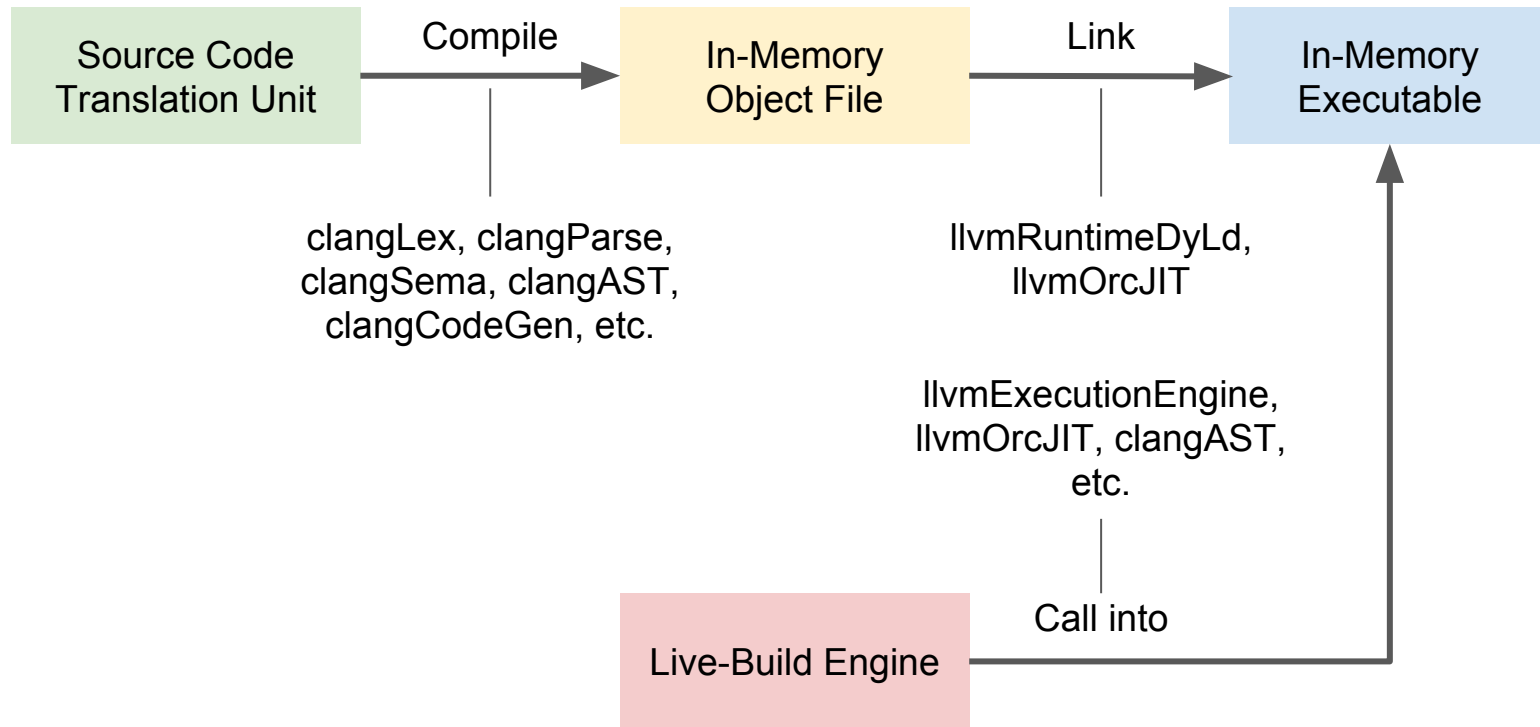 Source Code
Translation Unit
Compile
In-Memory
Object File
Link
In-Memory
Executable
clangLex, clangParse,
clangSema, clangAST,
clangCodeGen, etc.
llvmRuntimeDyLd,
llvmOrcJIT
llvmExecutionEngine,
llvmOrcJIT, clangAST,
etc.
Live-Build Engine
Call into